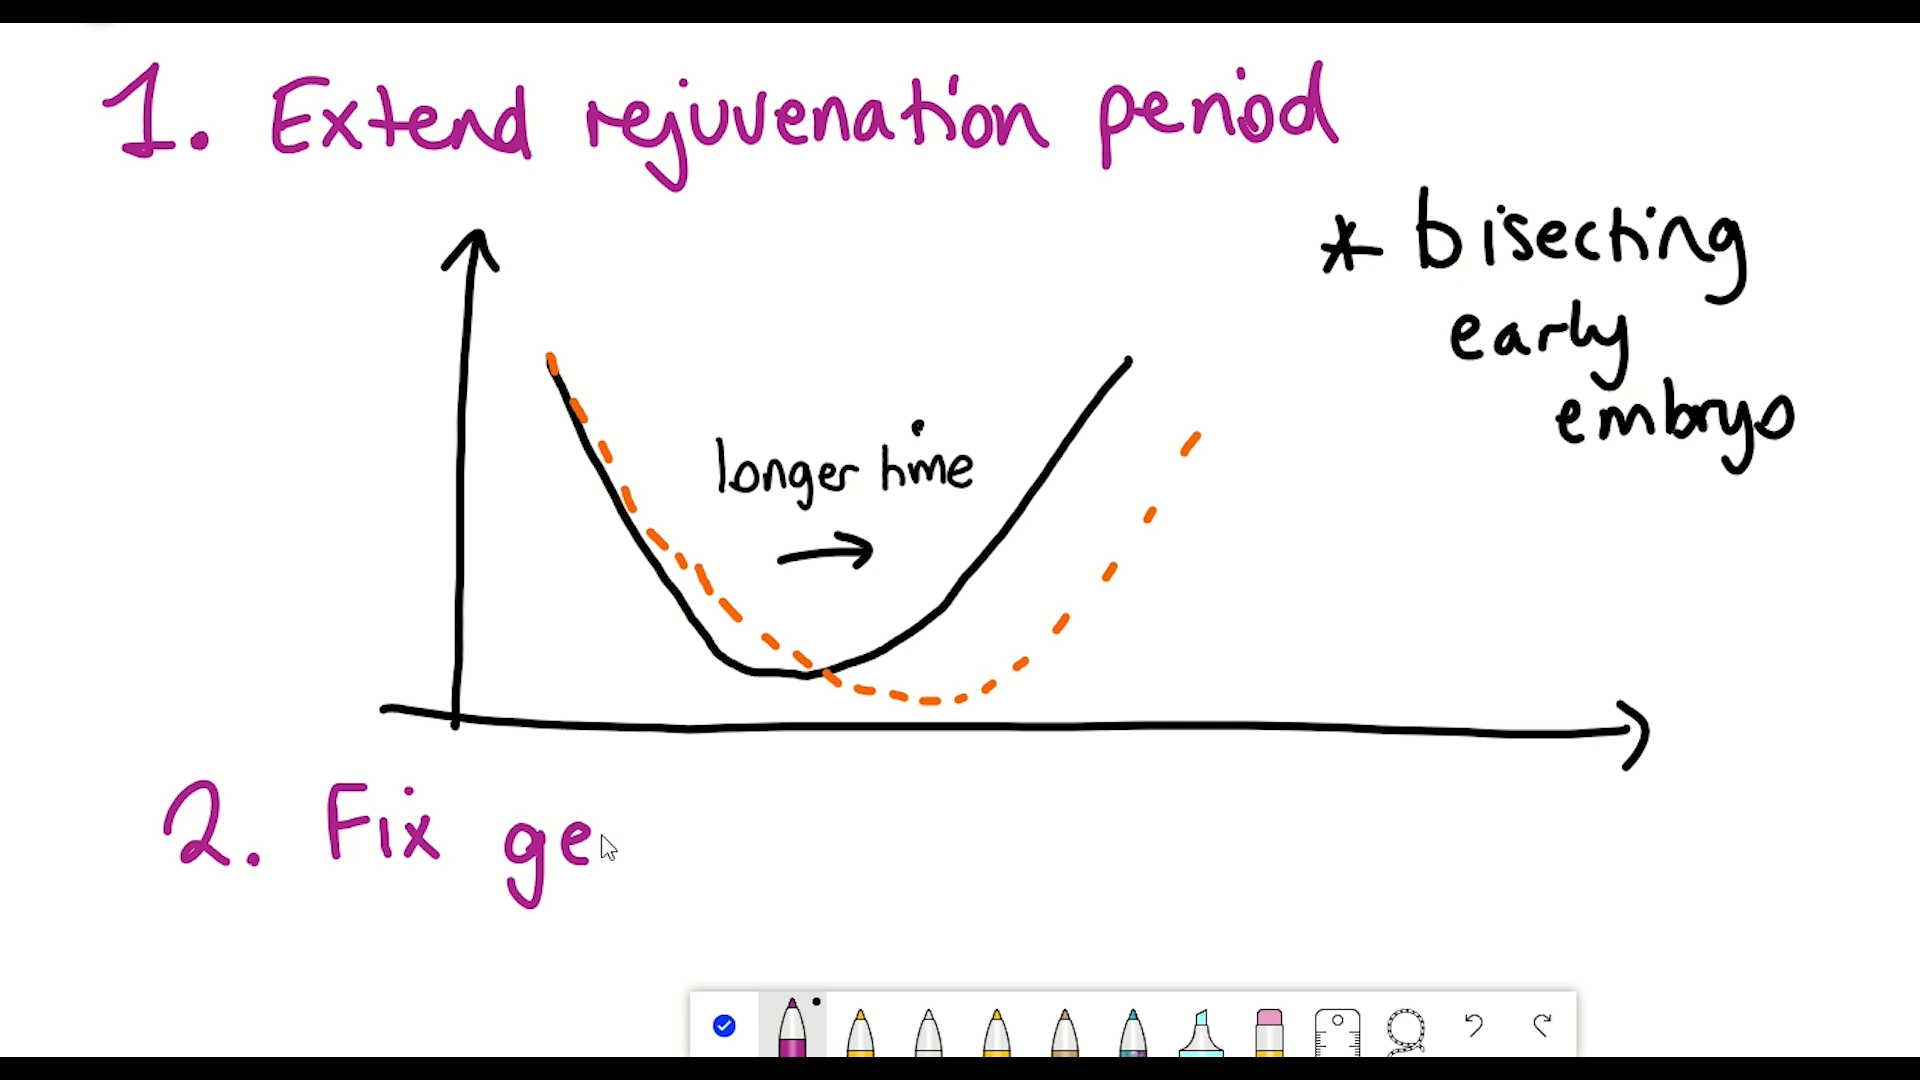 1. Extend rejuvenation period
* bisecting
early
embryo
longer time
2. Fix ge